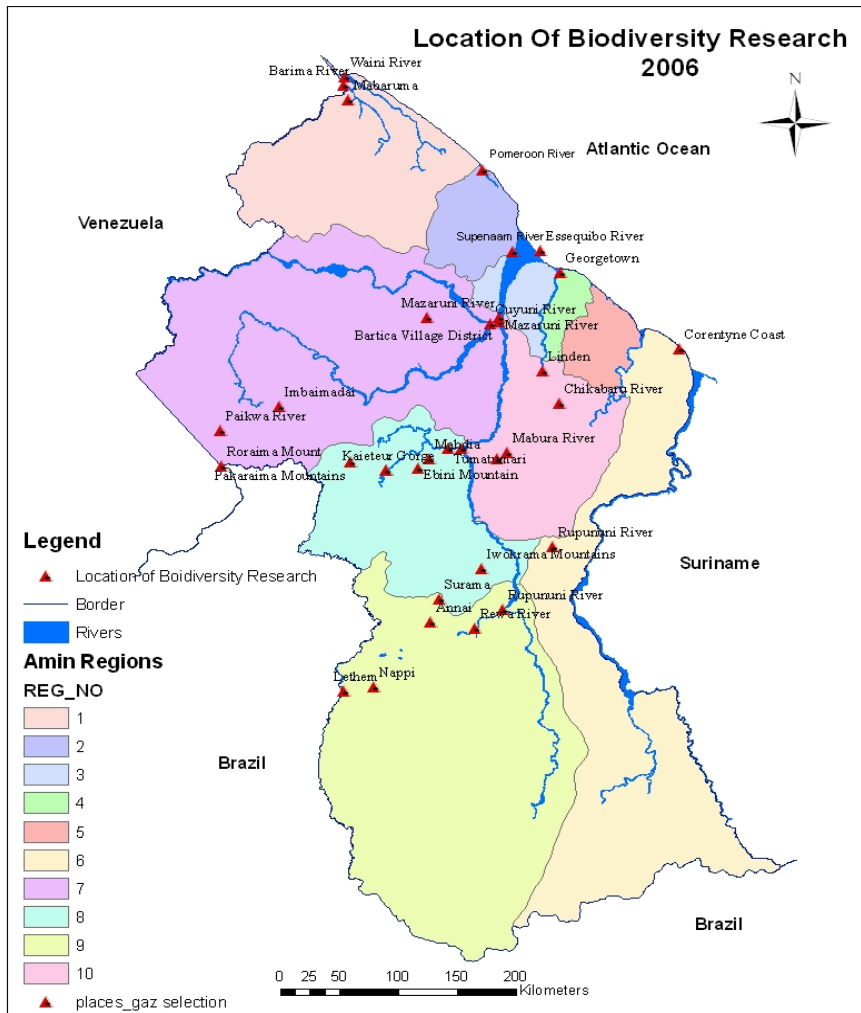 Location Of Biodiversity Research
2006
N
Waini River
Barima River
Mabaruma
Pomeroon River
Atlantic Ocean
Venezuela
Supenaam River
Essequibo River
Georgetown
Mazaruni River
Cuyuni River
Mazaruni River
Bartica Village District
Corentyne Coast
Linden
Chikabaru River
Imbaimadai
Paikwa River
Mabura River
Mahdia
Roraima Mount
Kaieteur Gorge
Tumatumari
Pakaraima Mountains
Ebini Mountain
Rupununi River
Iwokrama Mountains
Suriname
Surama
Rupununi River
Annai
Rewa River
Lethem
Nappi
Brazil
Brazil
Legend
Location of Boidiversity Research
Border
Rivers
Amin Regions
REG_NO
1
2
3
4
5
6
7
8
9
10
places_gaz selection
0 25 50 100 150 200
Kilometers